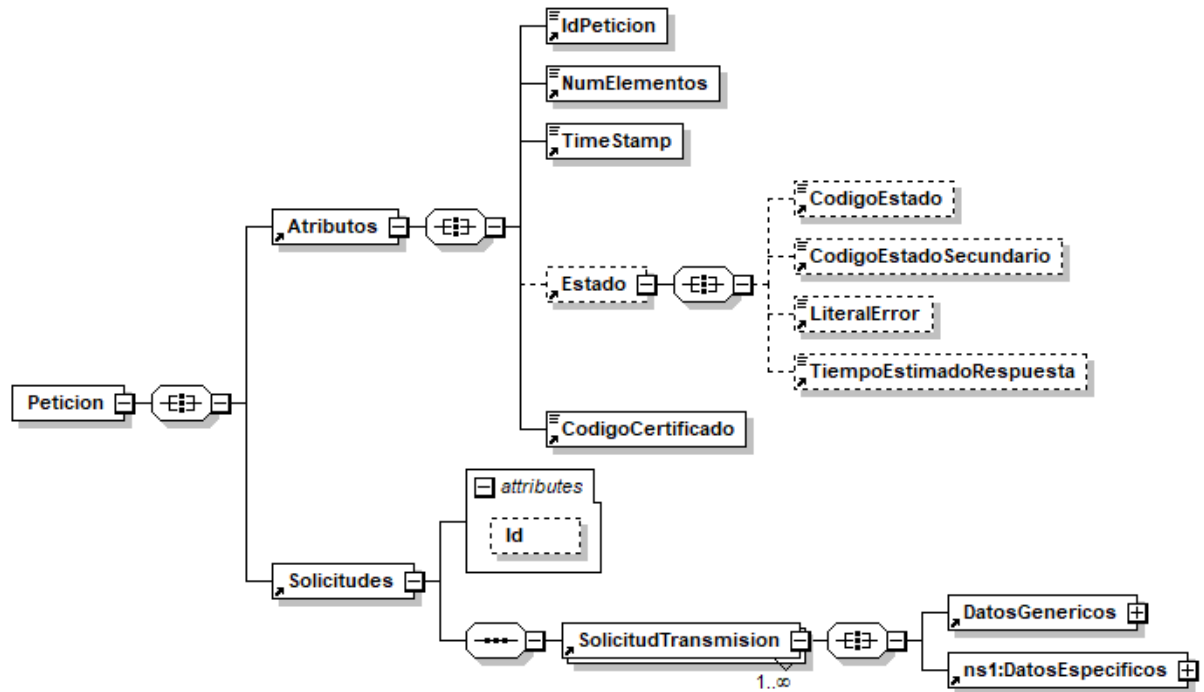 IdPeticion
NumElementos
TimeStamp
CodigoEstado
Atributos
CodigoEstadoSecundario
Estado
LiteralError
TiempoEstimadoRespuesta
Peticion
CodigoCertificado
attributes
Id
Solicitudes
DatosGenericos
SolicitudTransmision
1..∞
ns1:DatosEspecificos